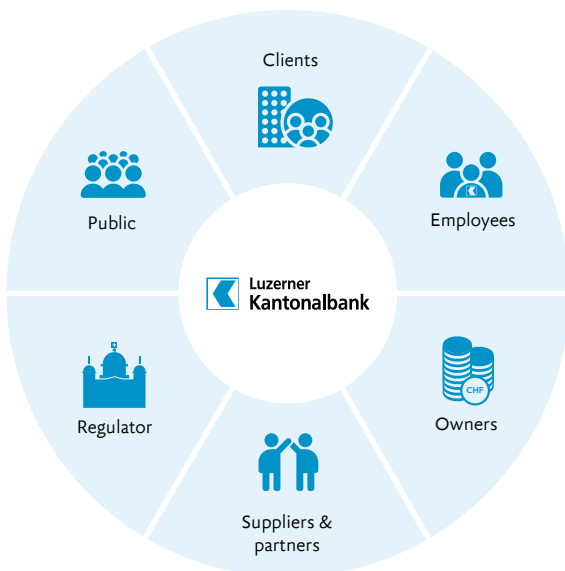 Clients
Public
Employees
Luzerner
Kantonalbank
Regulator
CHF
Owners
Suppliers &
partners